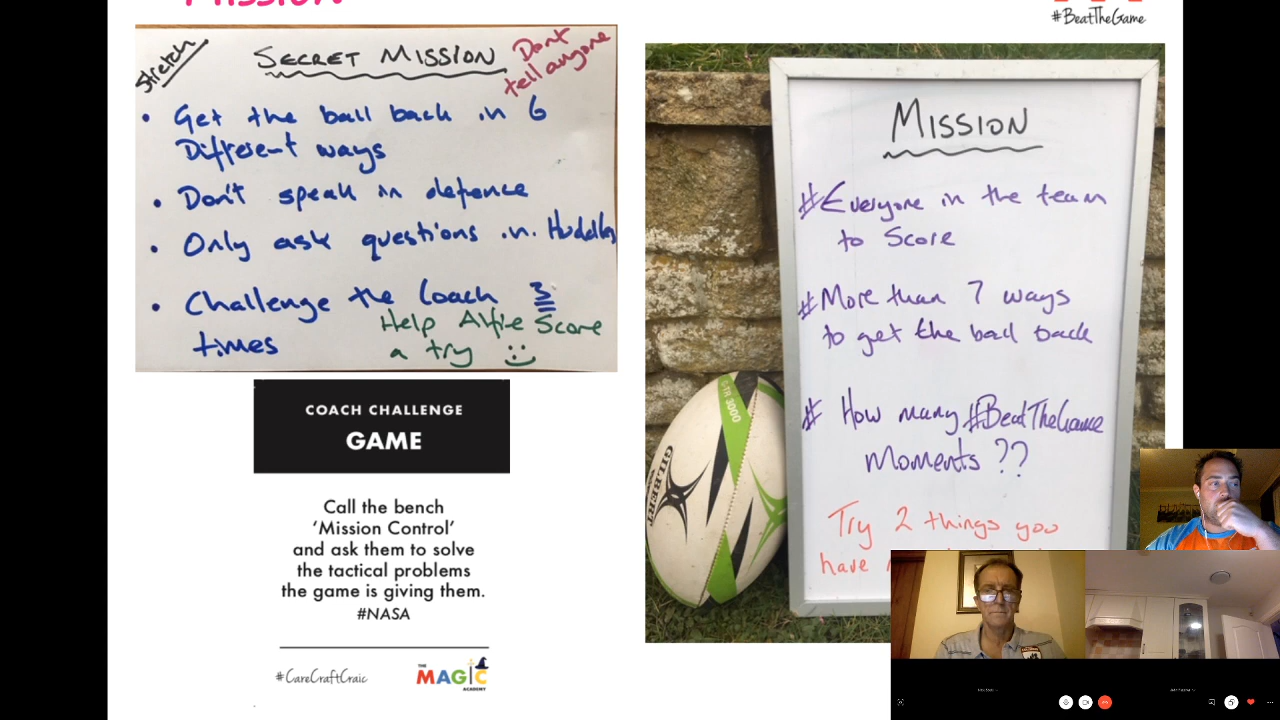 Mission
#BeatTheGame
Stretch
SECRET MISSION
Dont
tell anyone
• Get the ball back in 6
Different ways
• Don't speak in defence
• Only ask questions in Huddles
• Challenge the Coach 3
times
Help Alfie Score
a try
COACH CHALLENGE
GAME
Call the bench
‘Mission Control’
and ask them to solve
the tactical problems
the game is giving them.
#NASA
#CareCraftCraic
THE
MAGIC
ACADEMY
MISSION
#Everyone in the team
to Score
#More than 7 ways
to get the ball back
# How many #BeatTheGame
Moments ??
Try 2 things you
have
GILBERT
3000